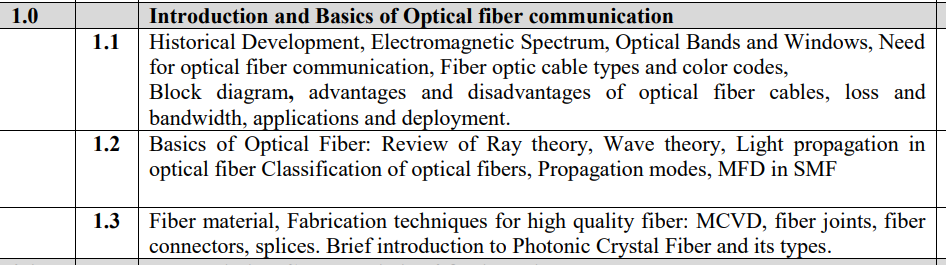 1.0 Introduction and Basics of Optical fiber communication
1.1 Historical Development, Electromagnetic Spectrum, Optical Bands and Windows, Need
for optical fiber communication, Fiber optic cable types and color codes,
Block diagram, advantages and disadvantages of optical fiber cables, loss and
bandwidth, applications and deployment.
1.2 Basics of Optical Fiber: Review of Ray theory, Wave theory, Light propagation in
optical fiber Classification of optical fibers, Propagation modes, MFD in SMF
1.3 Fiber material, Fabrication techniques for high quality fiber: MCVD, fiber joints, fiber
connectors, splices. Brief introduction to Photonic Crystal Fiber and its types.